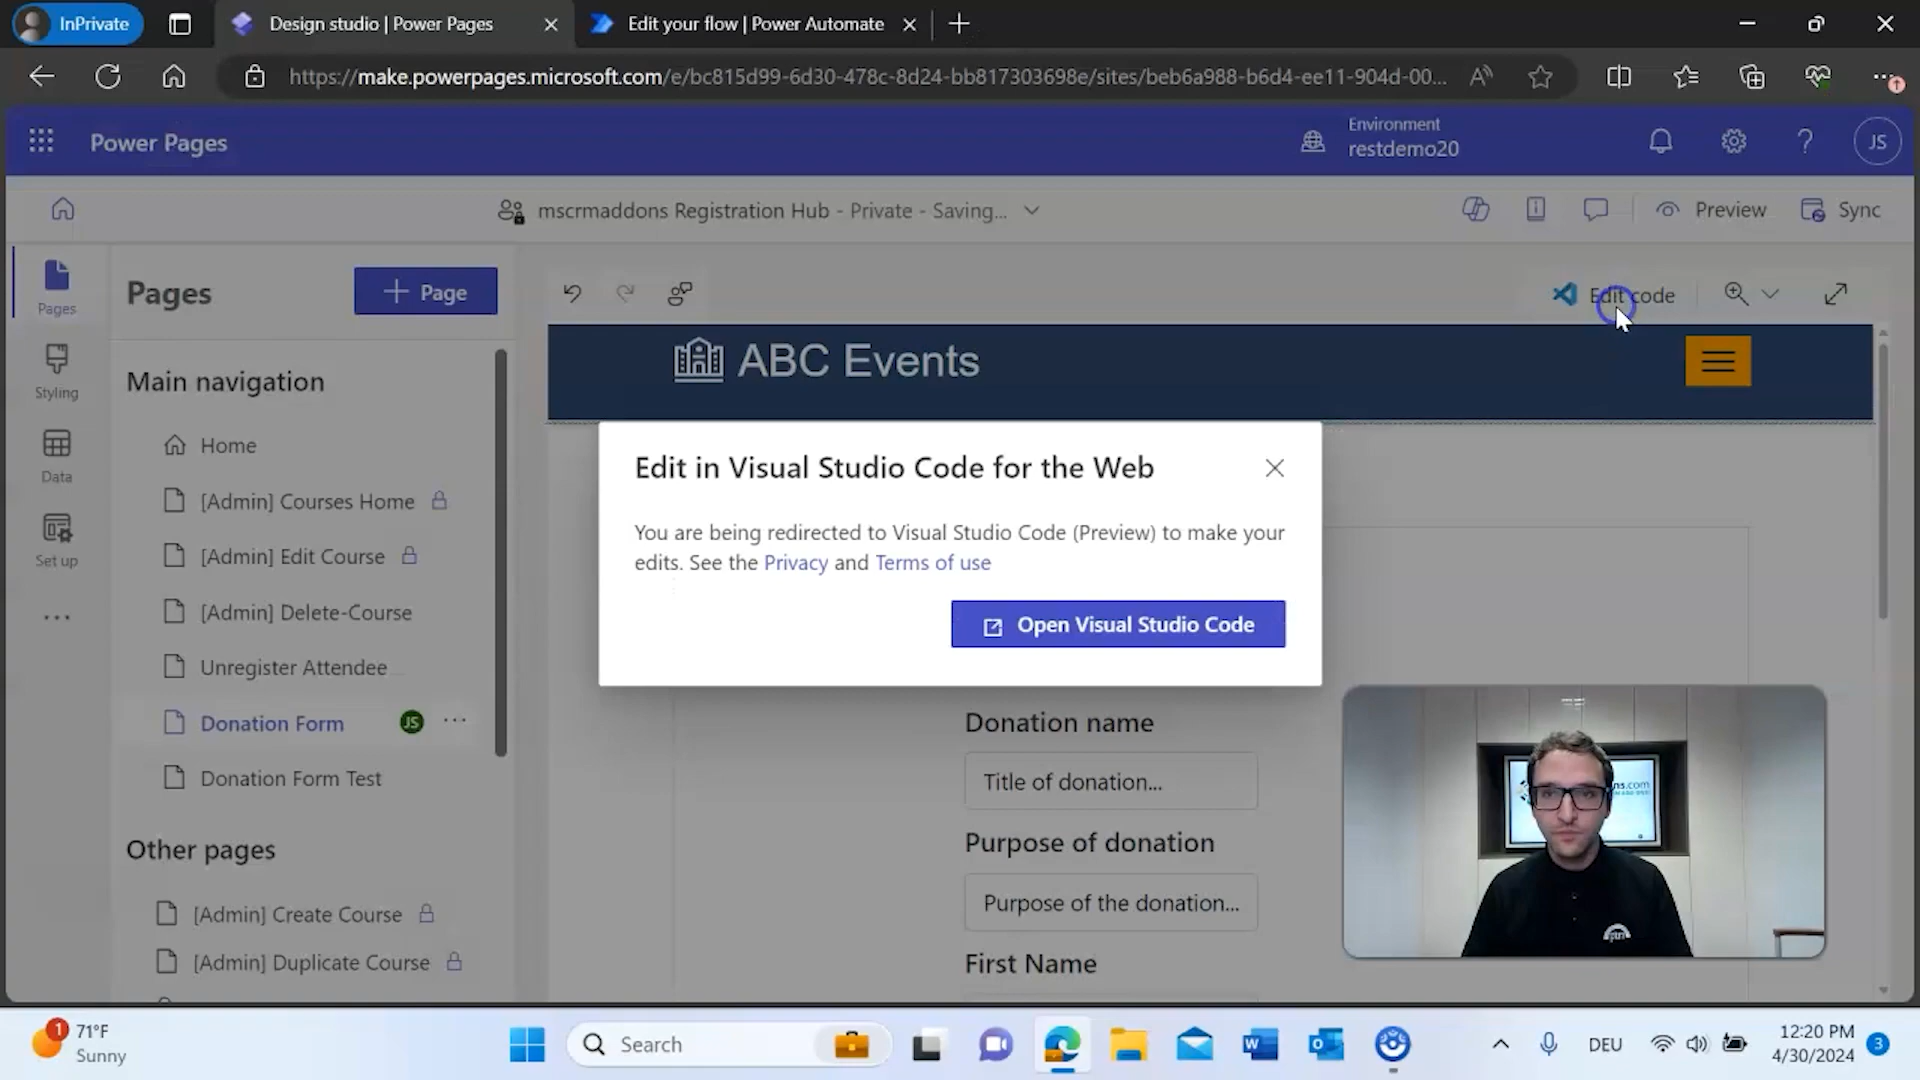 InPrivate
Design studio | Power Pages
Edit your flow | Power Automate
https://make.powerpages.microsoft.com/e/bc815d99-6d30-478c-8d24-bb817303698e/sites/beb6a988-b6d4-ee11-904d-00...
Power Pages
Environment
restdemo20
JS
mscrmaddons Registration Hub - Private - Saving...
Preview
Sync
Pages
Styling
Data
Set up
Pages
+ Page
Edit code
Main navigation
Home
[Admin] Courses Home
[Admin] Edit Course
[Admin] Delete-Course
Unregister Attendee
Donation Form
JS
Donation Form Test
Other pages
[Admin] Create Course
[Admin] Duplicate Course
ABC Events
Edit in Visual Studio Code for the Web
You are being redirected to Visual Studio Code (Preview) to make your
edits. See the Privacy and Terms of use
Open Visual Studio Code
Donation name
Title of donation...
Purpose of donation
Purpose of the donation...
First Name
ns.com
ptm
1
71°F
Sunny
Search
DEU
12:20 PM
4/30/2024
3